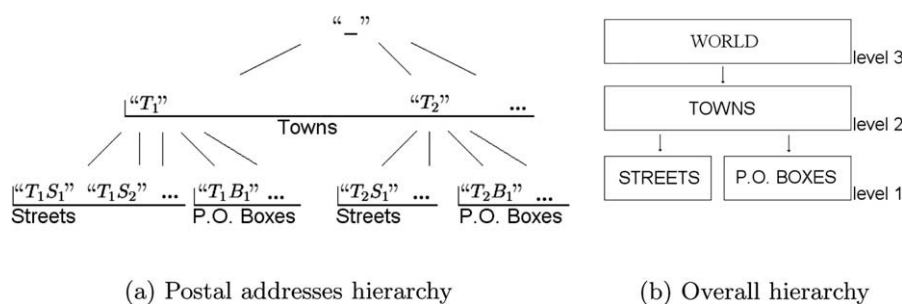 “_”
“T₁” “T₂” ...
Towns
“T₁S₁” “T₁S₂” ... “T₁B₁” ... “T₂S₁” ... “T₂B₁” ...
Streets P.O. Boxes Streets P.O. Boxes
(a) Postal addresses hierarchy
WORLD
level 3
TOWNS
level 2
STREETS P.O. BOXES
level 1
(b) Overall hierarchy